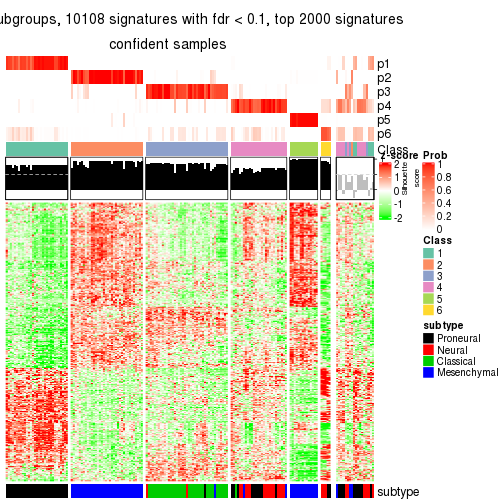 ubgroups, 10108 signatures with fdr < 0.1, top 2000 signatures
confident samples
p1
p2
p3
p4
p5
p6
Class
z-score
2
1
0
-1
-2
Silhouette
score
Prob
1
0.8
0.6
0.4
0.2
0
Class
1
2
3
4
5
6
subtype
Proneural
Neural
Classical
Mesenchymal
subtype